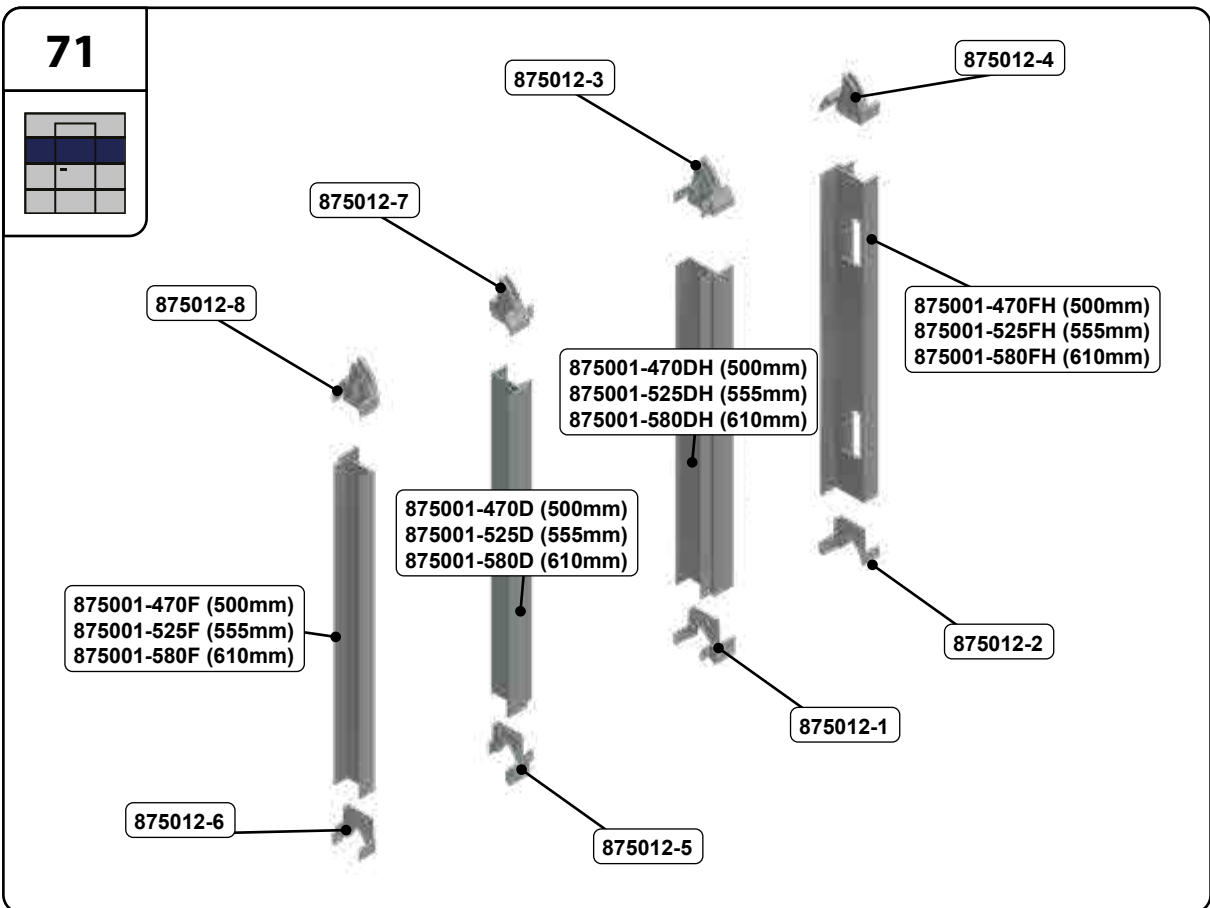 71
875012-4
875012-3
875012-7
875012-8
875001-470FH (500mm)
875001-525FH (555mm)
875001-580FH (610mm)
875001-470DH (500mm)
875001-525DH (555mm)
875001-580DH (610mm)
875001-470D (500mm)
875001-525D (555mm)
875001-580D (610mm)
875001-470F (500mm)
875001-525F (555mm)
875001-580F (610mm)
875012-2
875012-1
875012-6
875012-5